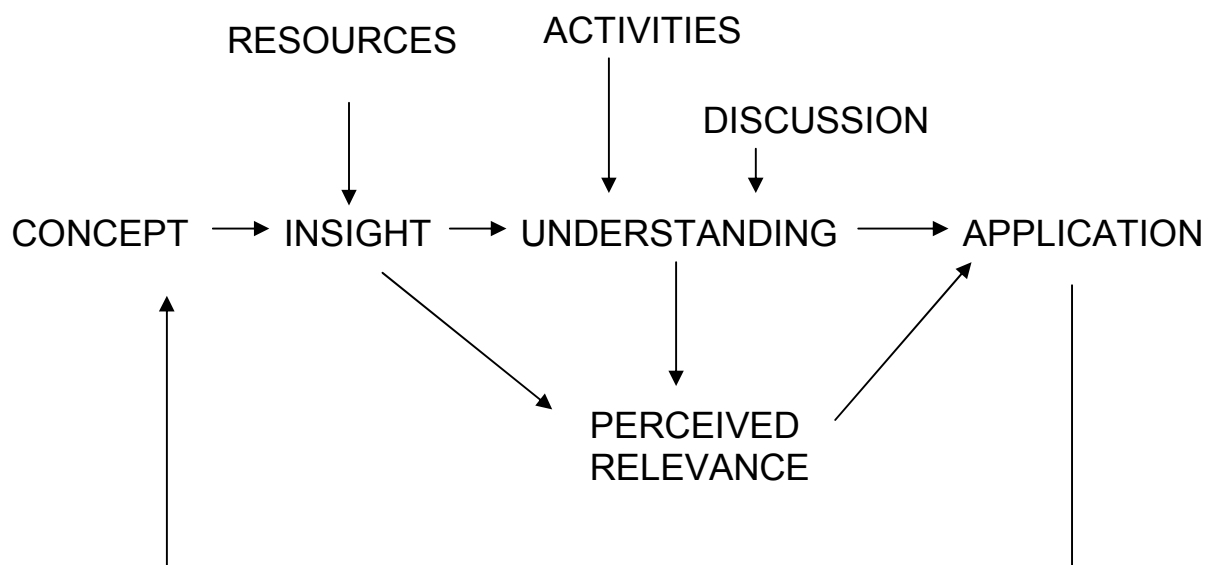 RESOURCES
ACTIVITIES
DISCUSSION
CONCEPT
INSIGHT
UNDERSTANDING
APPLICATION
PERCEIVED
RELEVANCE